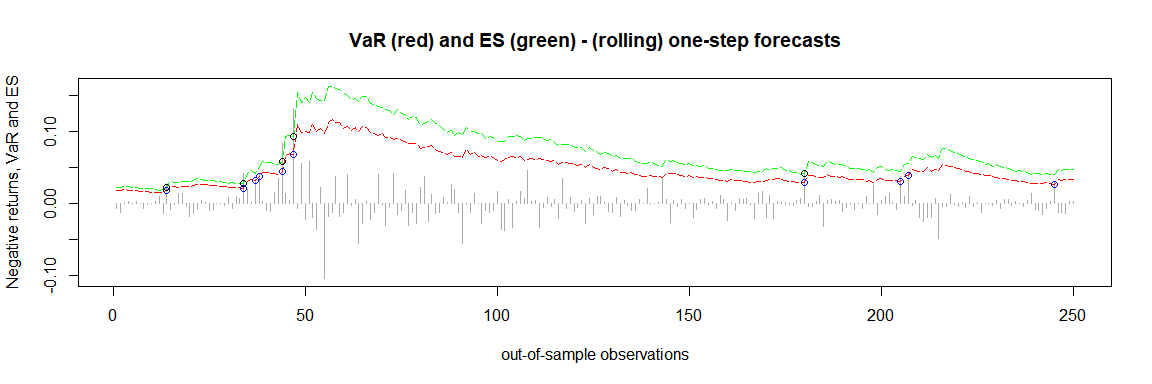 VaR (red) and ES (green) - (rolling) one-step forecasts
Negative returns, VaR and ES
0.10
0.00
-0.10
0 50 100 150 200 250
out-of-sample observations